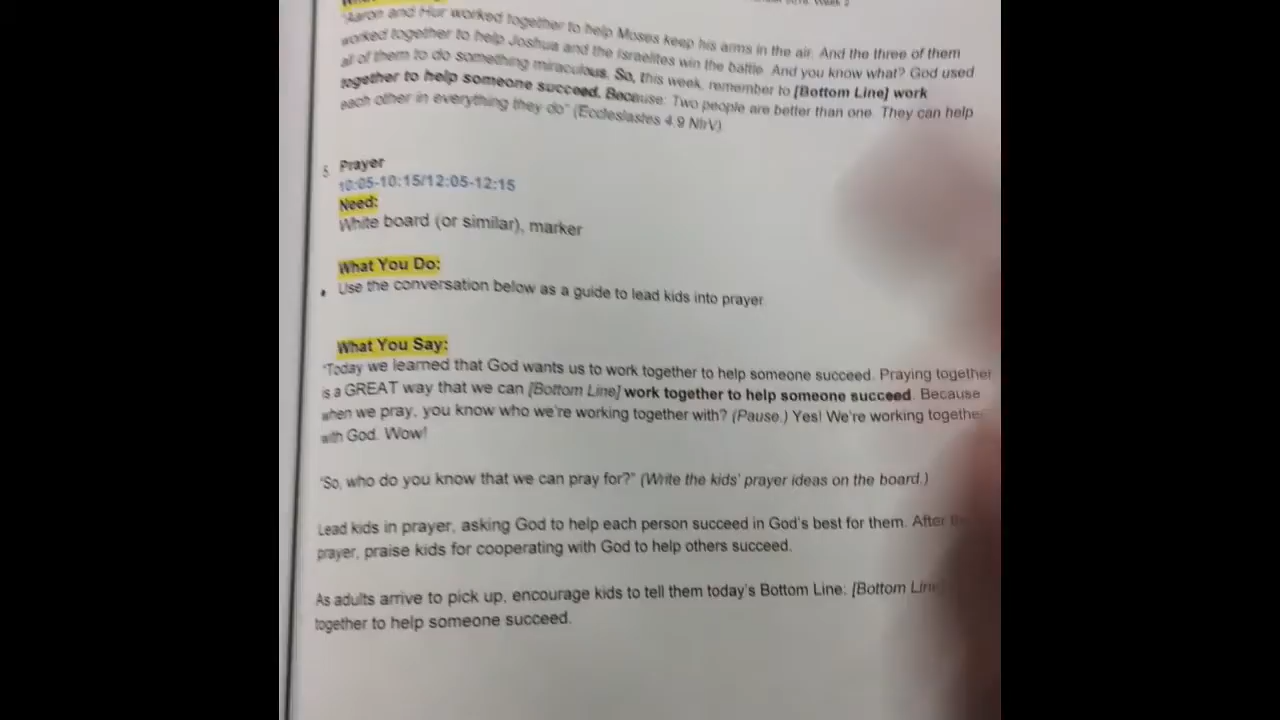 "Aaron and Hur worked together to help Moses keep his arms in the air. And the three of them
worked together to help Joshua and the Israelites win the battle. And you know what? God used
all of them to do something miraculous. So, this week, remember to [Bottom Line] work
together to help someone succeed. Because: Two people are better than one. They can help
each other in everything they do" (Ecclesiastes 4:9 NIrV).
5. Prayer
10:05-10:15/12:05-12:15
Need:
White board (or similar), marker
What You Do:
• Use the conversation below as a guide to lead kids into prayer.
What You Say:
"Today we learned that God wants us to work together to help someone succeed. Praying together
is a GREAT way that we can [Bottom Line] work together to help someone succeed. Because
when we pray, you know who we're working together with? (Pause.) Yes! We're working together
with God. Wow!
"So, who do you know that we can pray for?" (Write the kids' prayer ideas on the board.)
Lead kids in prayer, asking God to help each person succeed in God's best for them. After
prayer, praise kids for cooperating with God to help others succeed.
As adults arrive to pick up, encourage kids to tell them today's Bottom Line: [Bottom Line
together to help someone succeed.